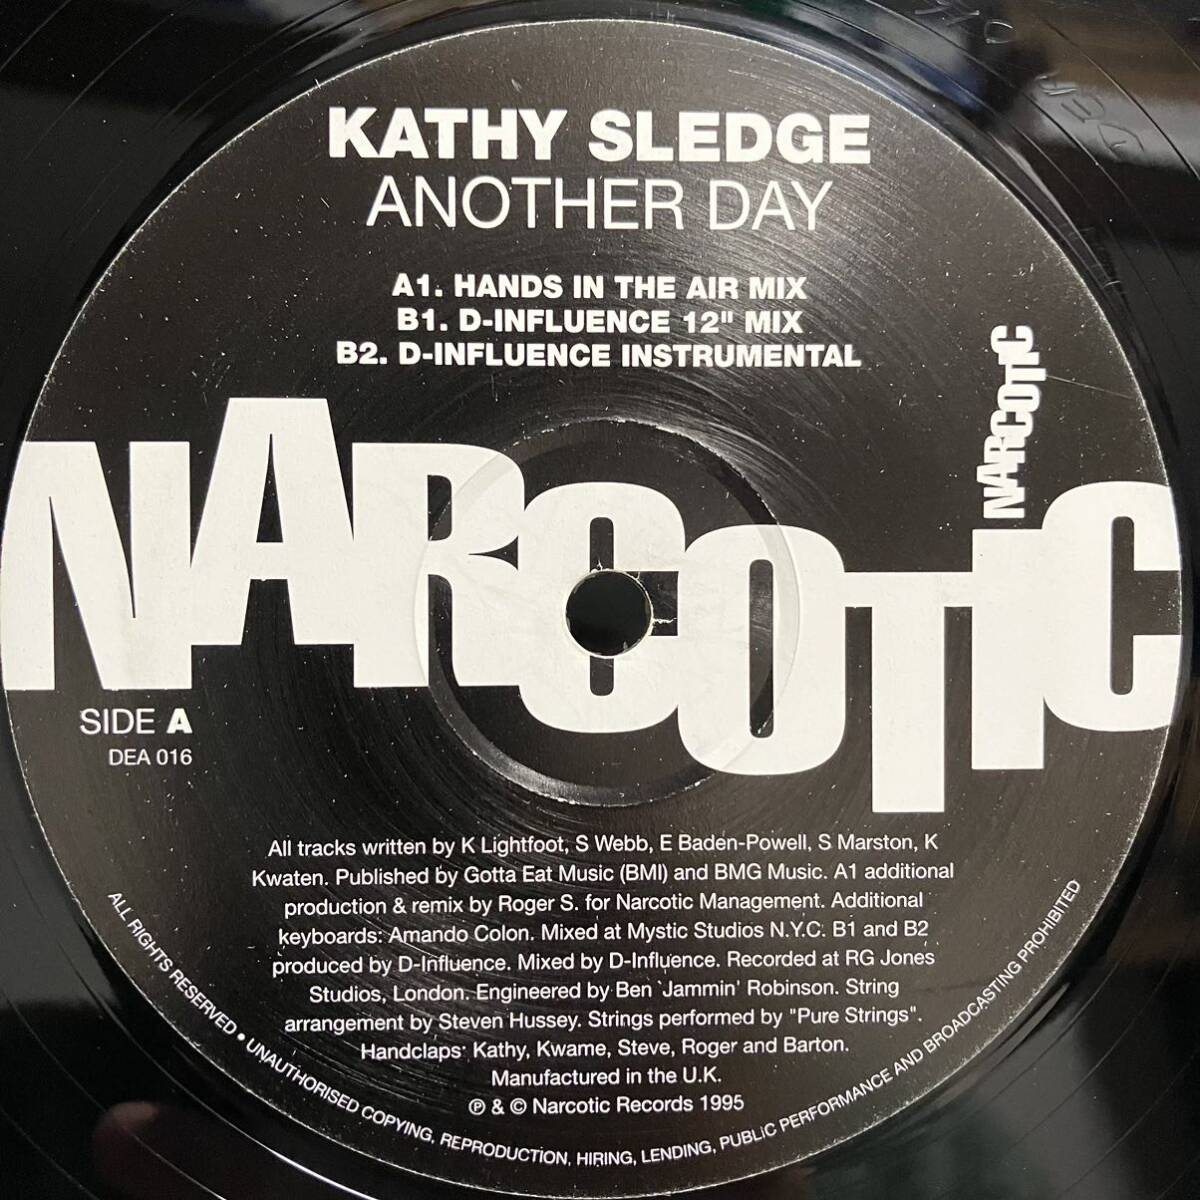 KATHY SLEDGE
ANOTHER DAY
A1. HANDS IN THE AIR MIX
B1. D-INFLUENCE 12" MIX
B2. D-INFLUENCE INSTRUMENTAL
NARCOTIC
NARCOTIC
SIDE A
DEA 016
All tracks written by K Lightfoot, S Webb, E Baden-Powell, S Marston, K
Kwaten. Published by Gotta Eat Music (BMI) and BMG Music. A1 additional
production & remix by Roger S. for Narcotic Management. Additional
keyboards: Amando Colon. Mixed at Mystic Studios N.Y.C. B1 and B2
produced by D-Influence. Mixed by D-Influence. Recorded at RG Jones
Studios, London. Engineered by Ben `Jammin' Robinson. String
arrangement by Steven Hussey. Strings performed by "Pure Strings".
Handclaps: Kathy, Kwame, Steve, Roger and Barton.
Manufactured in the U.K.
℗ & © Narcotic Records 1995
ALL RIGHTS RESERVED • UNAUTHORISED COPYING, REPRODUCTION, HIRING, LENDING, PUBLIC PERFORMANCE AND BROADCASTING PROHIBITED